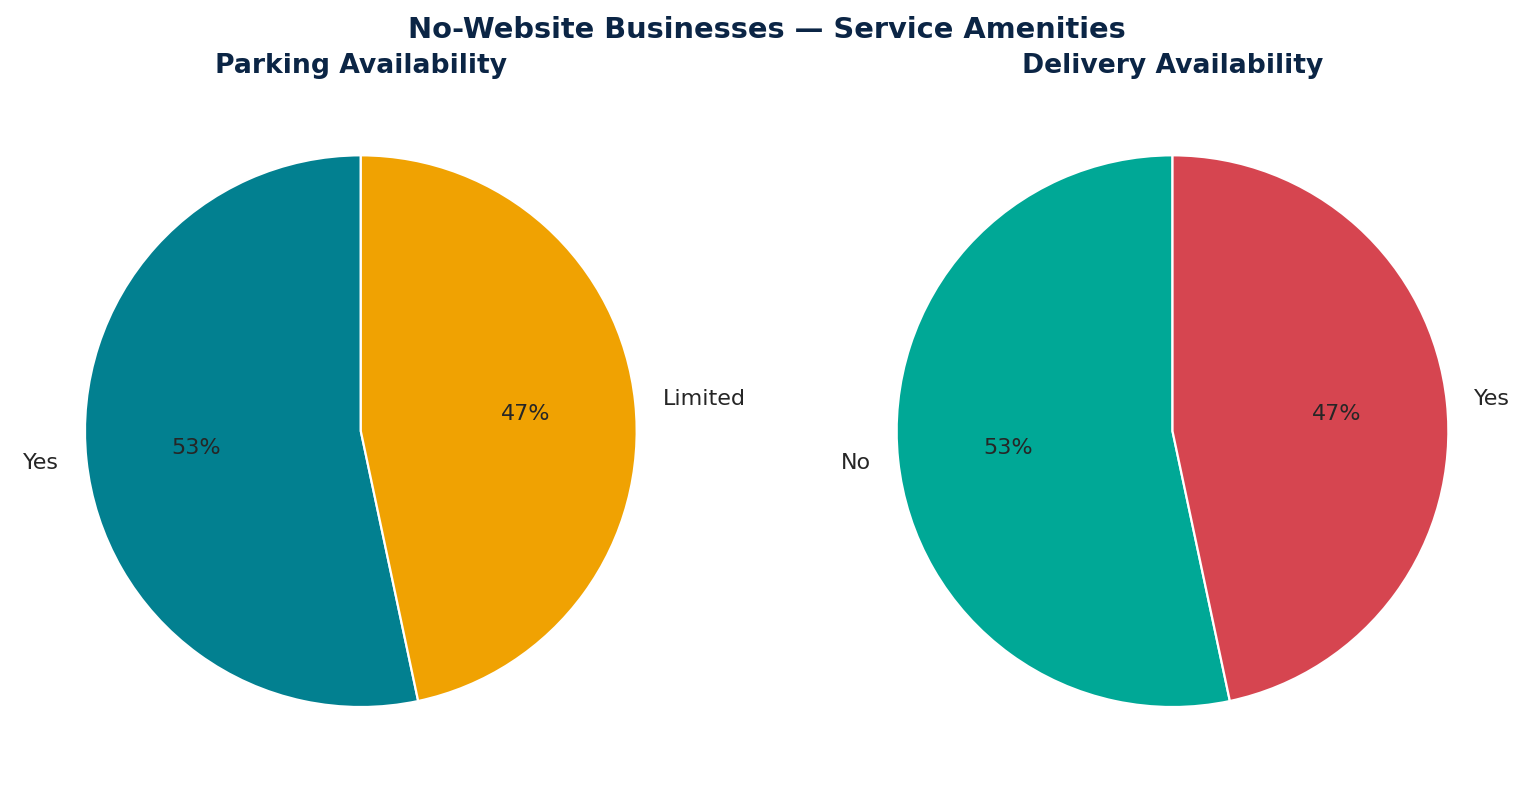 No-Website Businesses — Service Amenities
Parking Availability
Delivery Availability
Limited
47%
53%
Yes
Yes
47%
53%
No